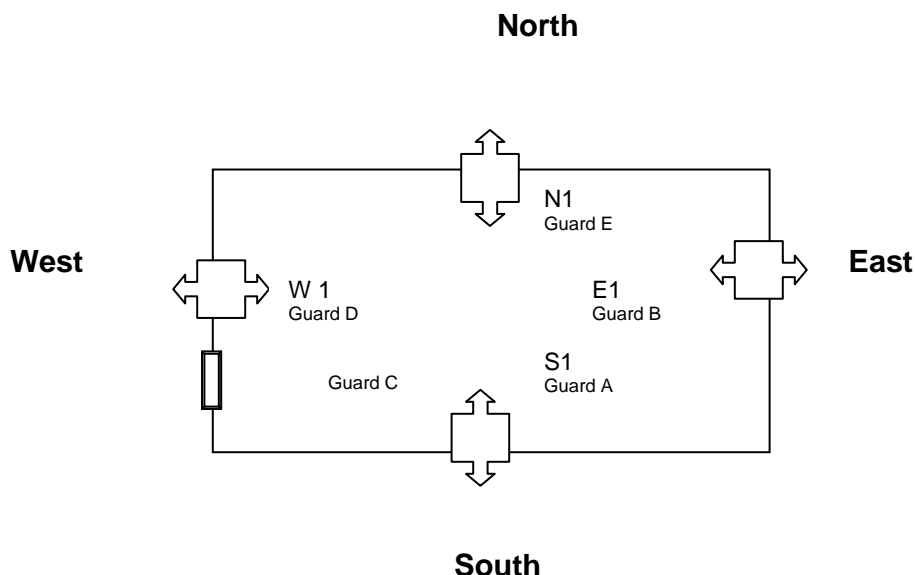 North
N1
Guard E
West
East
W 1
Guard D
E1
Guard B
S1
Guard A
Guard C
South